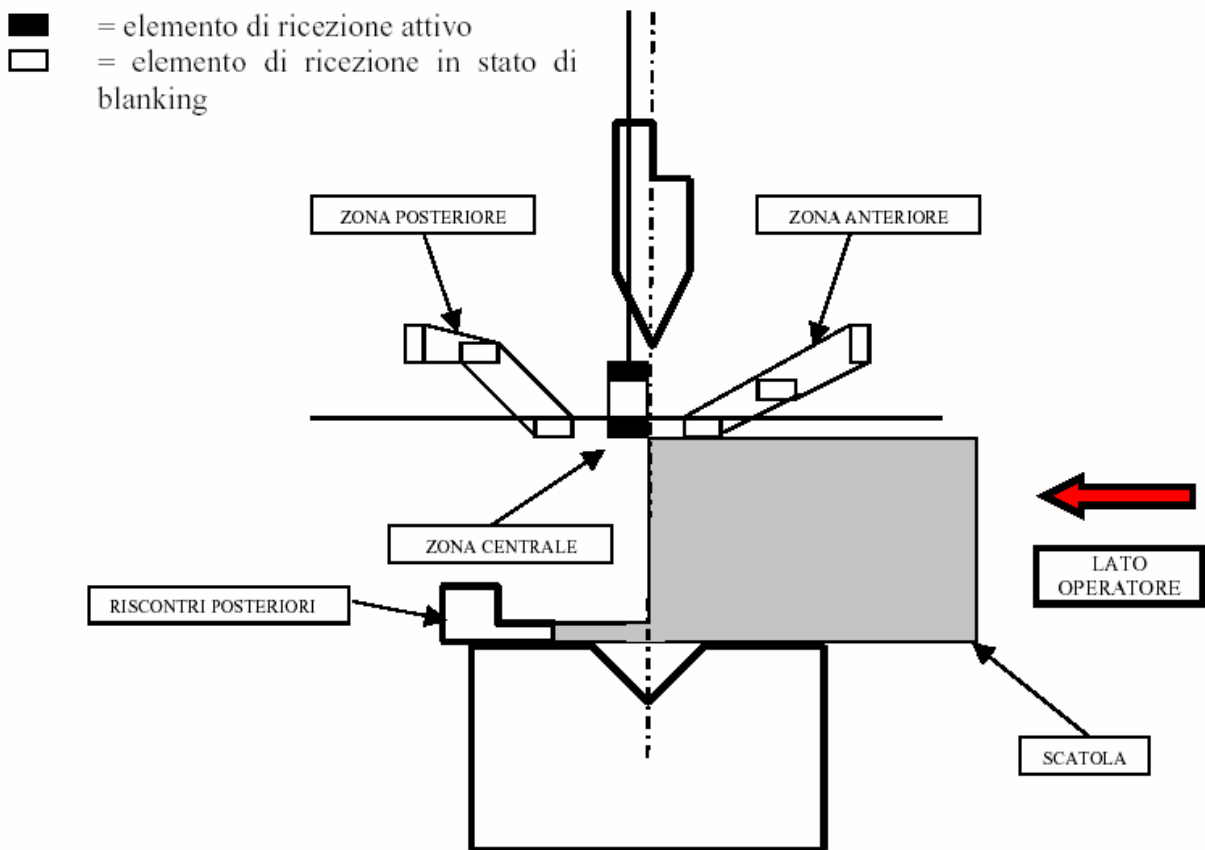 = elemento di ricezione attivo
= elemento di ricezione in stato di
blanking
ZONA POSTERIORE
ZONA ANTERIORE
ZONA CENTRALE
RISCONTRI POSTERIORI
LATO
OPERATORE
SCATOLA